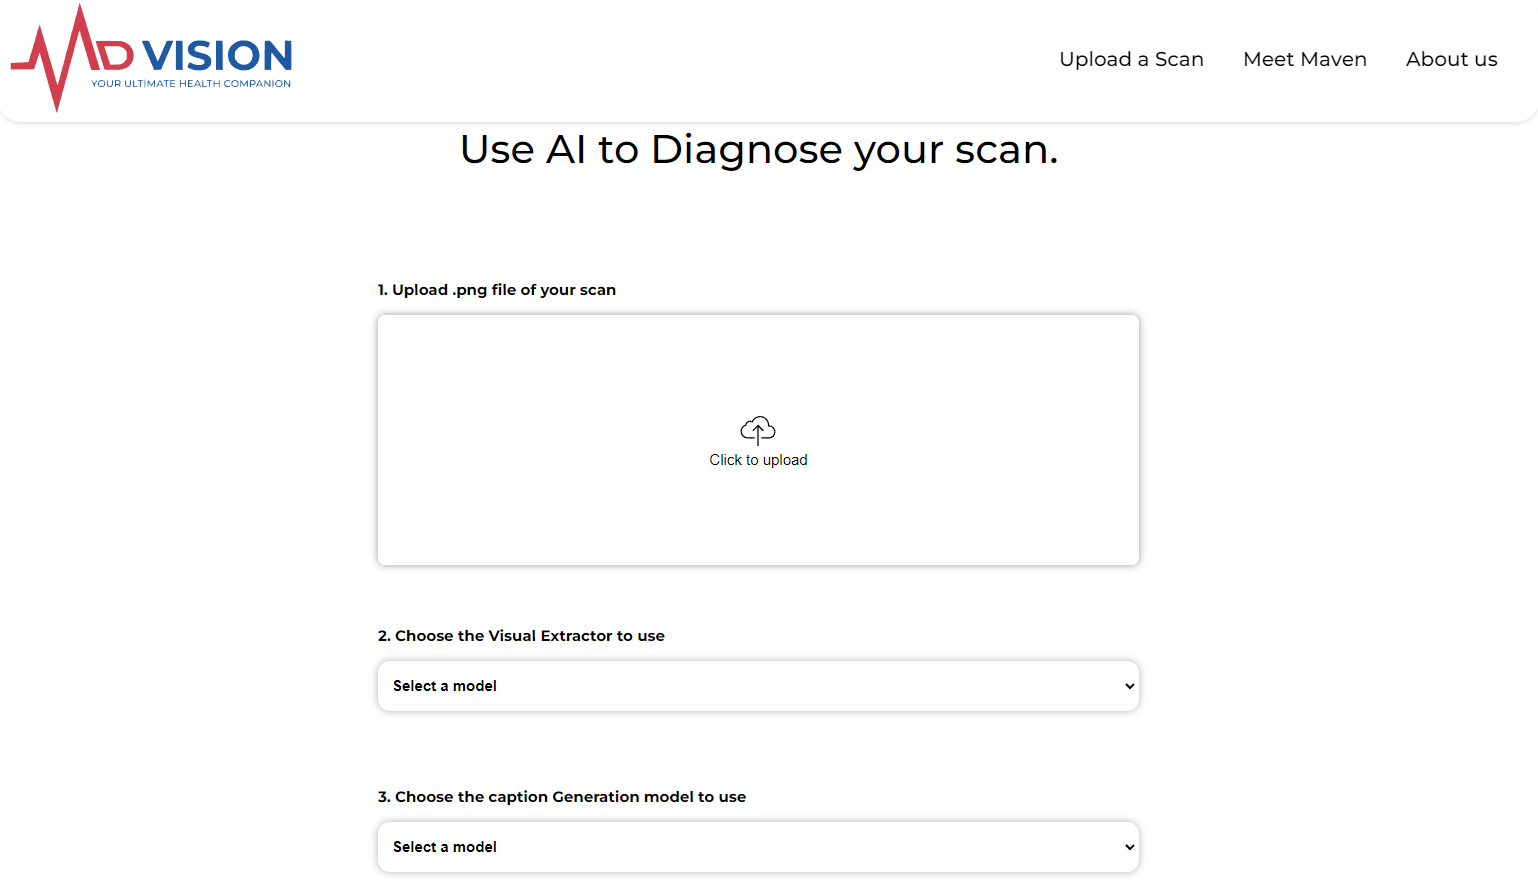 MD VISION
YOUR ULTIMATE HEALTH COMPANION
Upload a Scan
Meet Maven
About us
Use AI to Diagnose your scan.
1. Upload .png file of your scan
Click to upload
2. Choose the Visual Extractor to use
Select a model
3. Choose the caption Generation model to use
Select a model